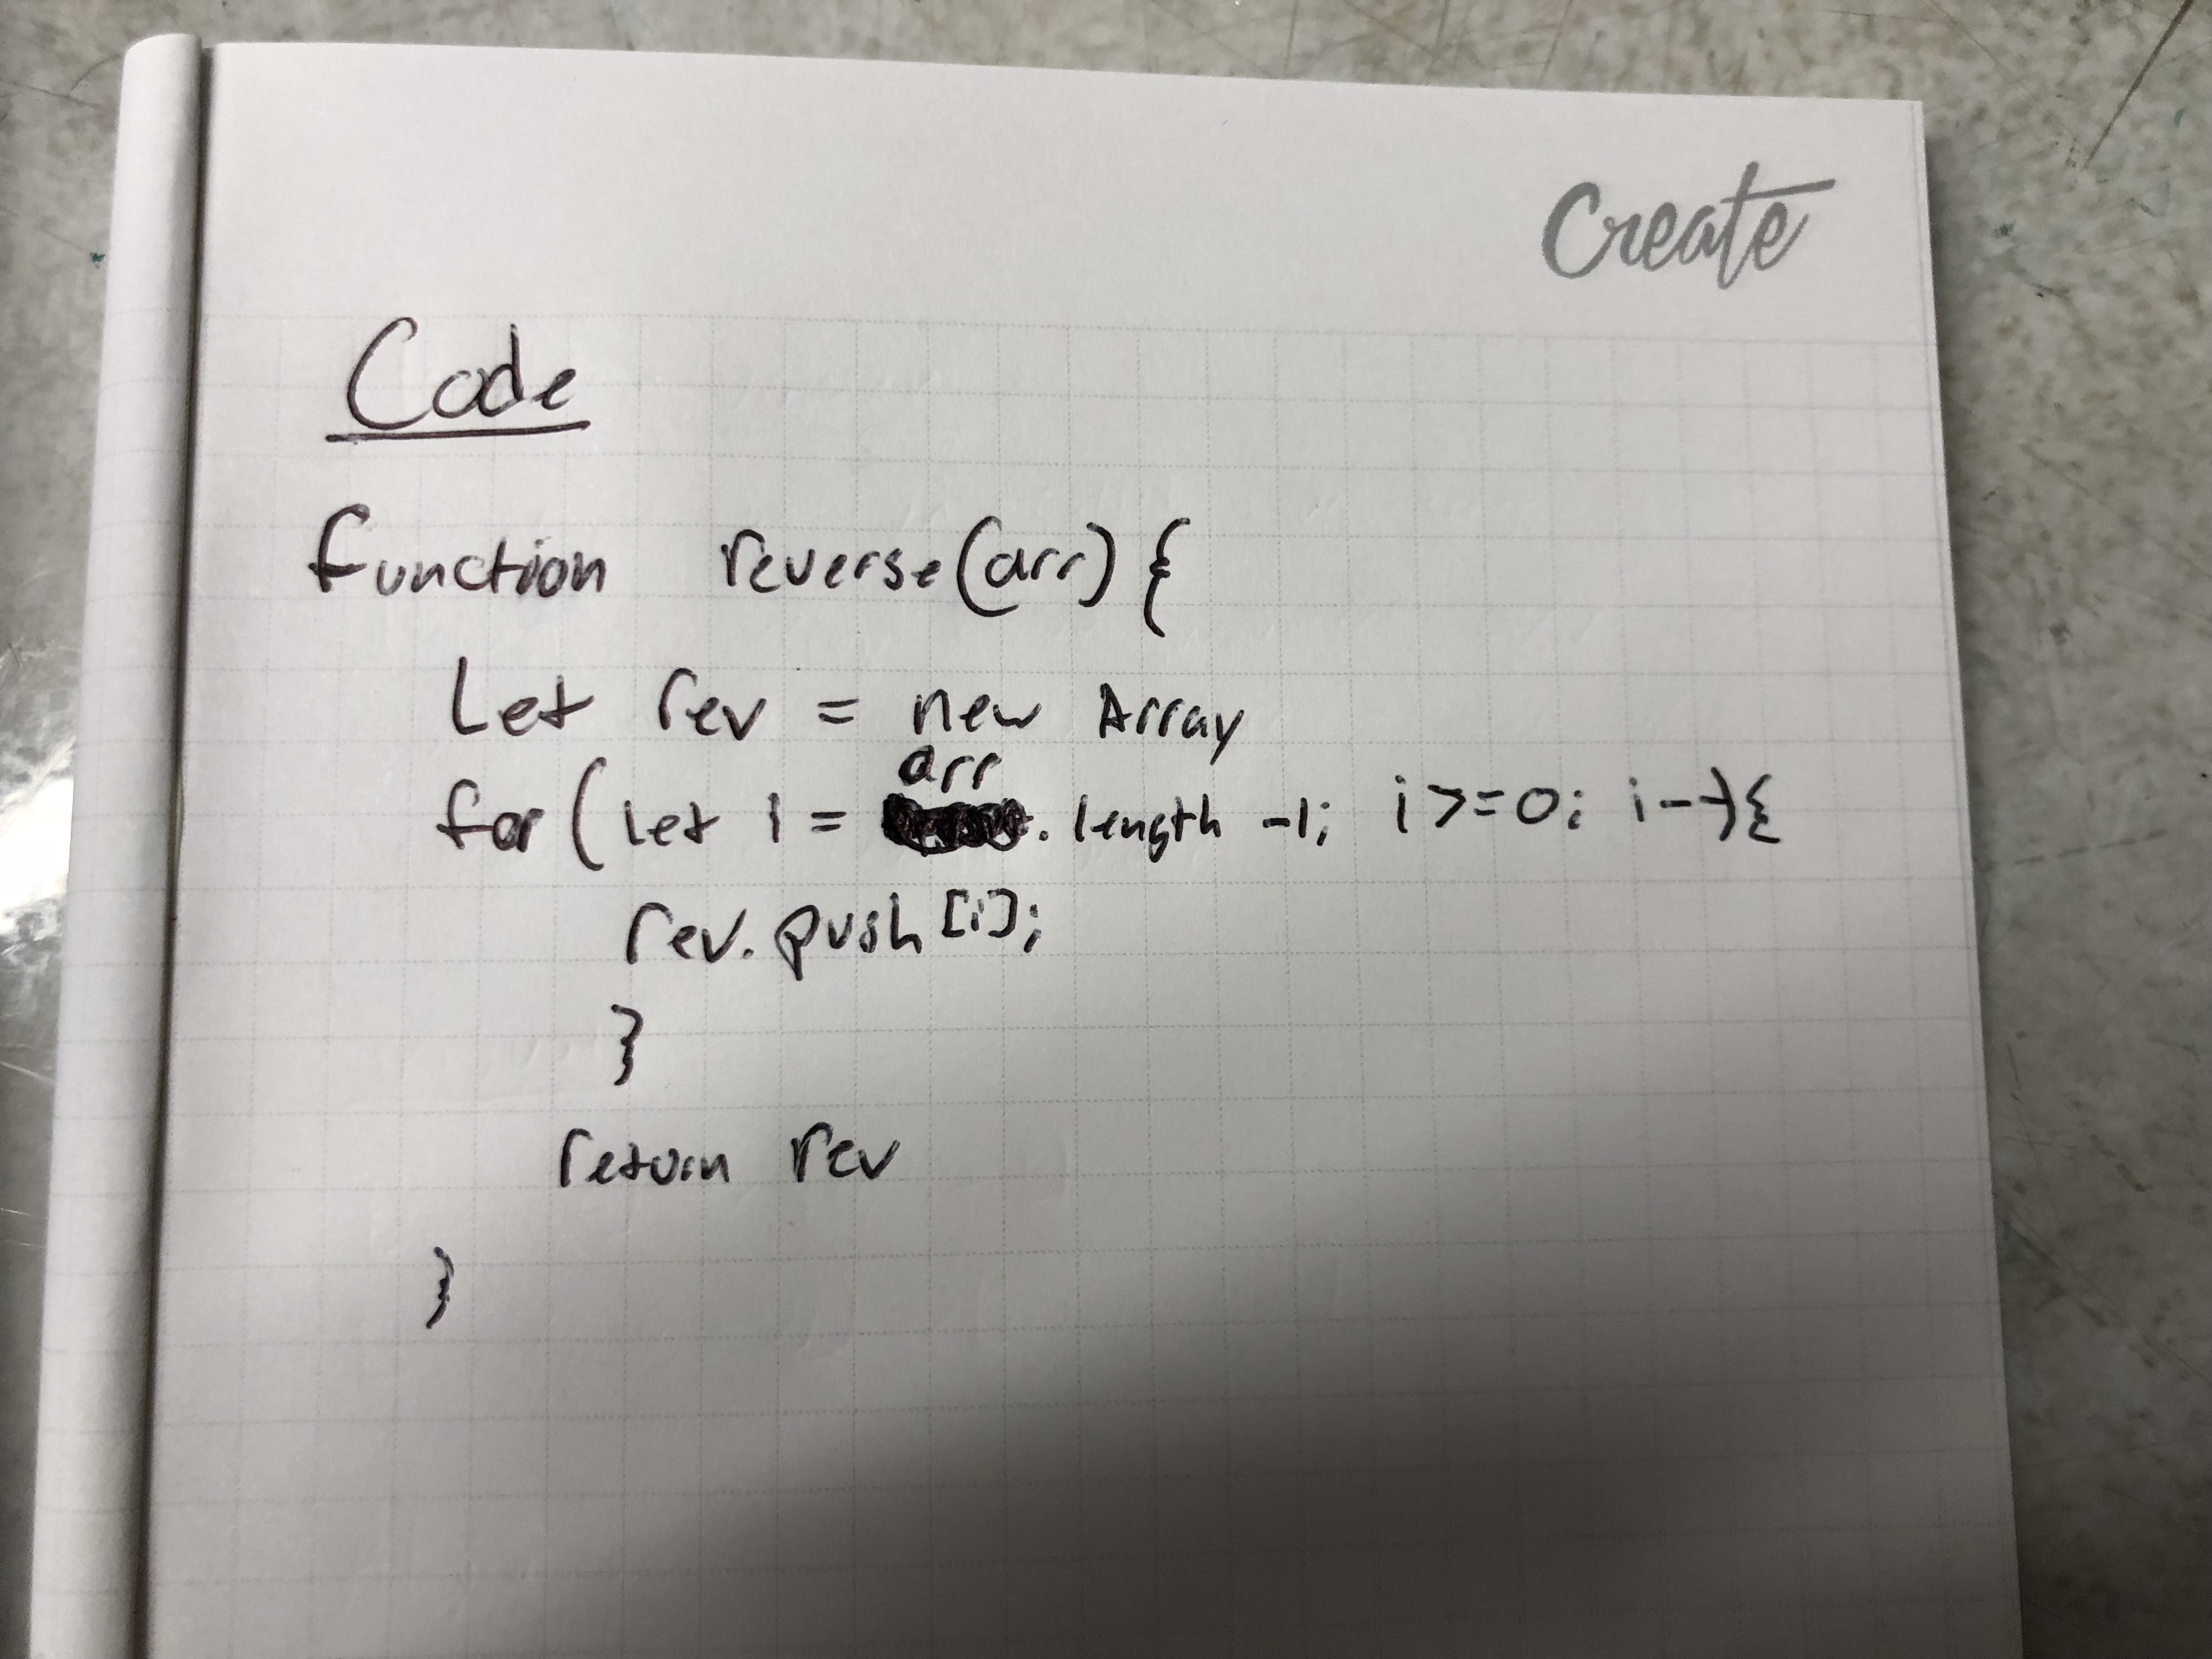 Create
Code
function reverse(arr){
Let rev = new Array
arr
for (let i = .length -1; i>=0; i--){
rev.push[i];
}
return rev
}